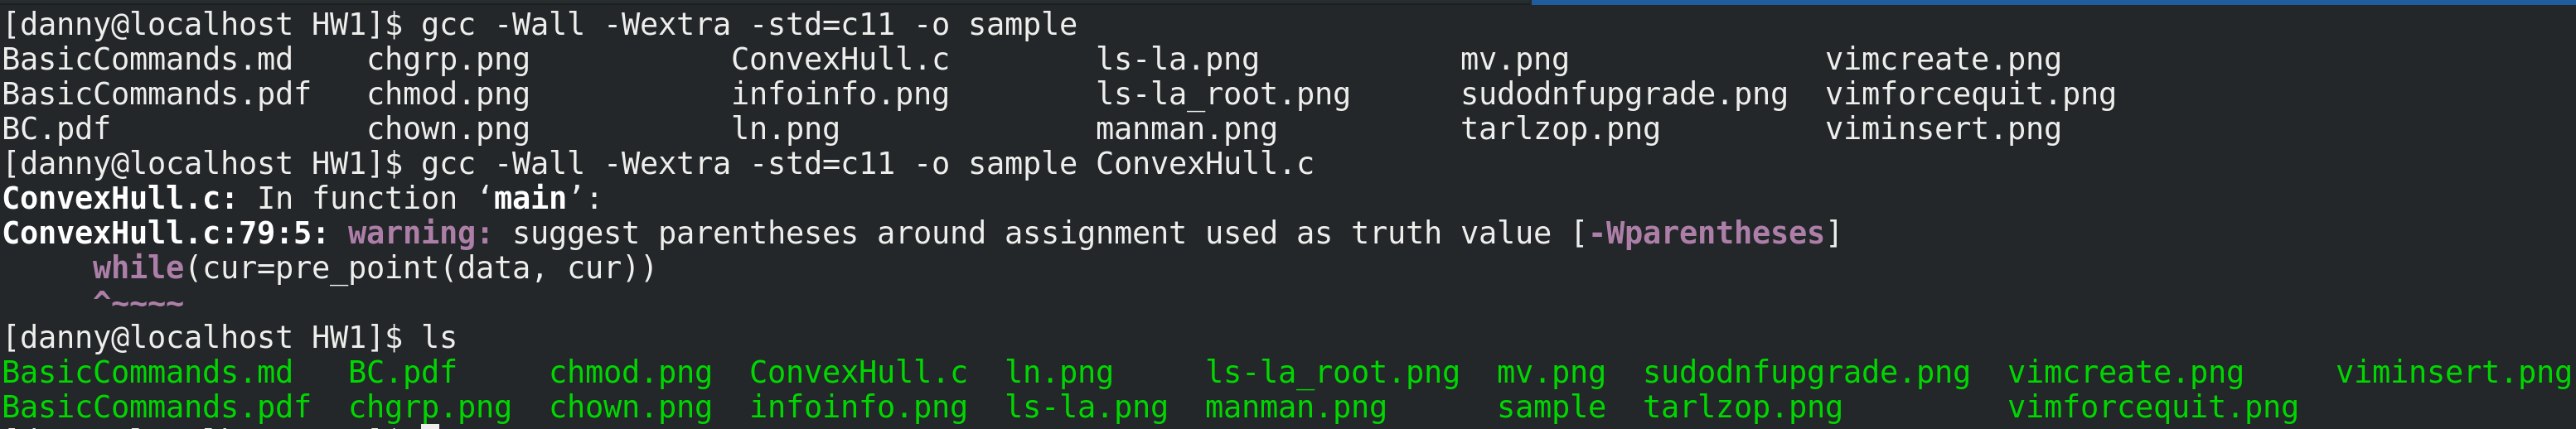 [danny@localhost HW1]$ gcc -Wall -Wextra -std=c11 -o sample
BasicCommands.md    chgrp.png           ConvexHull.c        ls-la.png           mv.png              vimcreate.png
BasicCommands.pdf   chmod.png           infoinfo.png        ls-la_root.png      sudodnfupgrade.png  vimforcequit.png
BC.pdf              chown.png           ln.png              manman.png          tarlzop.png         viminsert.png
[danny@localhost HW1]$ gcc -Wall -Wextra -std=c11 -o sample ConvexHull.c
ConvexHull.c: In function ‘main’:
ConvexHull.c:79:5: warning: suggest parentheses around assignment used as truth value [-Wparentheses]
     while(cur=pre_point(data, cur))
     ^~~~~
[danny@localhost HW1]$ ls
BasicCommands.md   BC.pdf     chmod.png  ConvexHull.c  ln.png     ls-la_root.png  mv.png  sudodnfupgrade.png  vimcreate.png     viminsert.png
BasicCommands.pdf  chgrp.png  chown.png  infoinfo.png  ls-la.png  manman.png      sample  tarlzop.png         vimforcequit.png